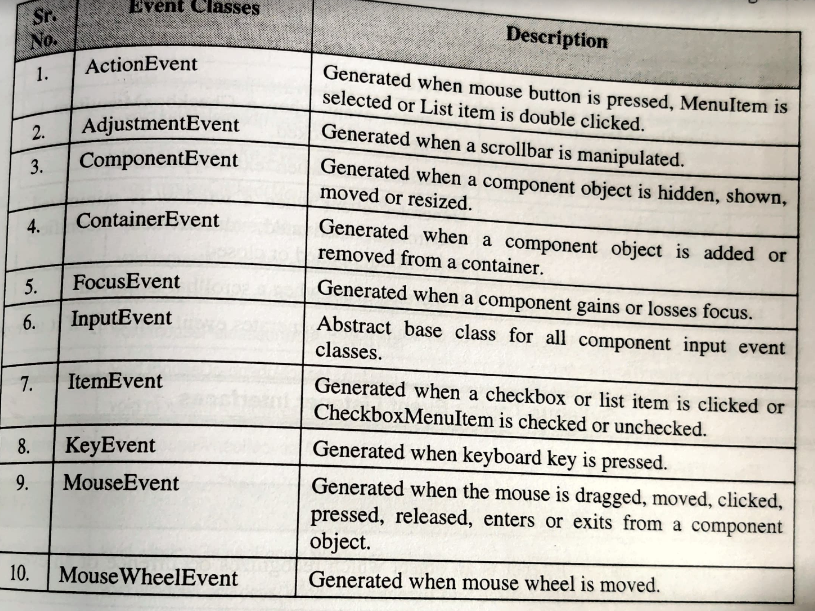 Sr. No. Event Classes Description
1. ActionEvent Generated when mouse button is pressed, MenuItem is
selected or List item is double clicked.
2. AdjustmentEvent Generated when a scrollbar is manipulated.
3. ComponentEvent Generated when a component object is hidden, shown,
moved or resized.
4. ContainerEvent Generated when a component object is added or
removed from a container.
5. FocusEvent Generated when a component gains or losses focus.
6. InputEvent Abstract base class for all component input event
classes.
7. ItemEvent Generated when a checkbox or list item is clicked or
CheckboxMenuItem is checked or unchecked.
8. KeyEvent Generated when keyboard key is pressed.
9. MouseEvent Generated when the mouse is dragged, moved, clicked,
pressed, released, enters or exits from a component
object.
10. MouseWheelEvent Generated when mouse wheel is moved.